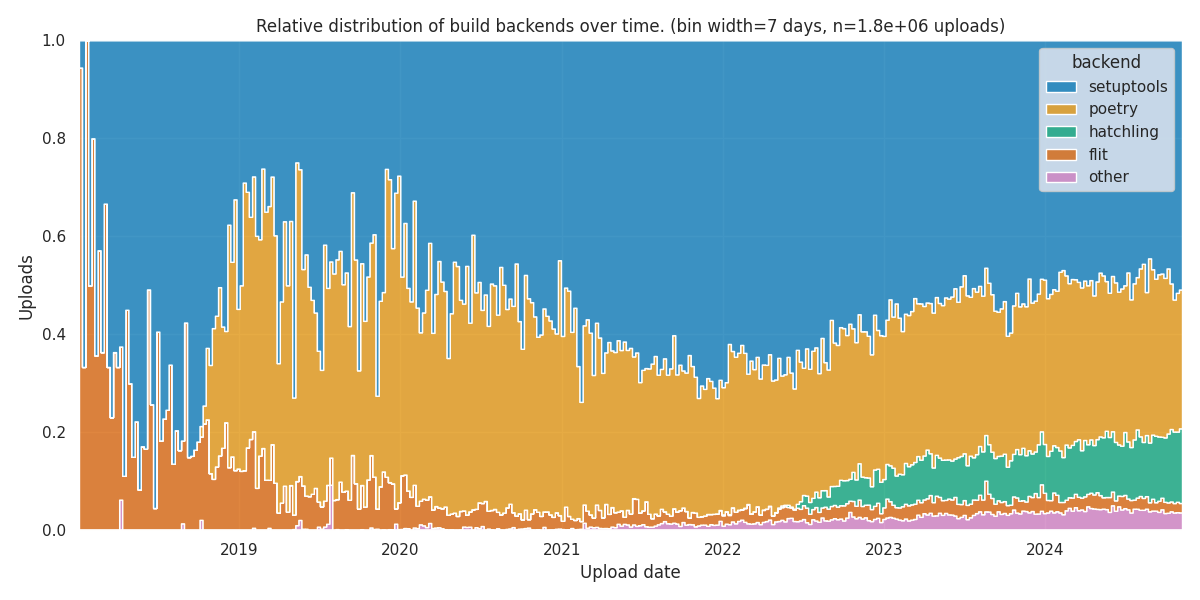 Relative distribution of build backends over time. (bin width=7 days, n=1.8e+06 uploads)
1.0
0.8
0.6
0.4
0.2
0.0
Uploads
backend
setuptools
poetry
hatchling
flit
other
2019
2020
2021
2022
2023
2024
Upload date